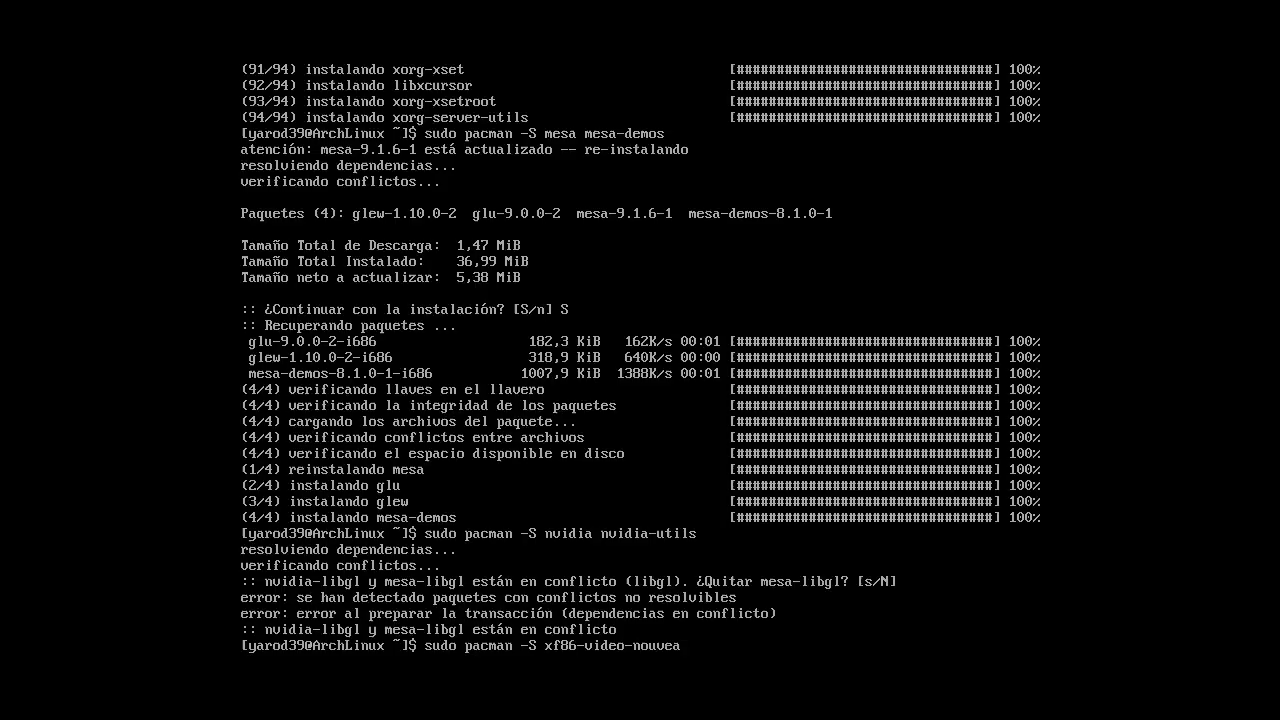 (91/94) instalando xorg-xset [################################] 100%
(92/94) instalando libxcursor [################################] 100%
(93/94) instalando xorg-xsetroot [################################] 100%
(94/94) instalando xorg-server-utils [################################] 100%
[yarod39@ArchLinux ~]$ sudo pacman -S mesa mesa-demos
atención: mesa-9.1.6-1 está actualizado -- re-instalando
resolviendo dependencias...
verificando conflictos...
Paquetes (4): glew-1.10.0-2 glu-9.0.0-2 mesa-9.1.6-1 mesa-demos-8.1.0-1
Tamaño Total de Descarga: 1,47 MiB
Tamaño Total Instalado: 36,99 MiB
Tamaño neto a actualizar: 5,38 MiB
:: ¿Continuar con la instalación? [S/n] S
:: Recuperando paquetes ...
glu-9.0.0-2-i686 182,3 KiB 162K/s 00:01 [################################] 100%
glew-1.10.0-2-i686 318,9 KiB 640K/s 00:00 [################################] 100%
mesa-demos-8.1.0-1-i686 1007,9 KiB 1388K/s 00:01 [################################] 100%
(4/4) verificando llaves en el llavero [################################] 100%
(4/4) verificando la integridad de los paquetes [################################] 100%
(4/4) cargando los archivos del paquete... [################################] 100%
(4/4) verificando conflictos entre archivos [################################] 100%
(4/4) verificando el espacio disponible en disco [################################] 100%
(1/4) reinstalando mesa [################################] 100%
(2/4) instalando glu [################################] 100%
(3/4) instalando glew [################################] 100%
(4/4) instalando mesa-demos [################################] 100%
[yarod39@ArchLinux ~]$ sudo pacman -S nvidia nvidia-utils
resolviendo dependencias...
verificando conflictos...
:: nvidia-libgl y mesa-libgl están en conflicto (libgl). ¿Quitar mesa-libgl? [s/N]
error: se han detectado paquetes con conflictos no resolvibles
error: error al preparar la transacción (dependencias en conflicto)
:: nvidia-libgl y mesa-libgl están en conflicto
[yarod39@ArchLinux ~]$ sudo pacman -S xf86-video-nouvea